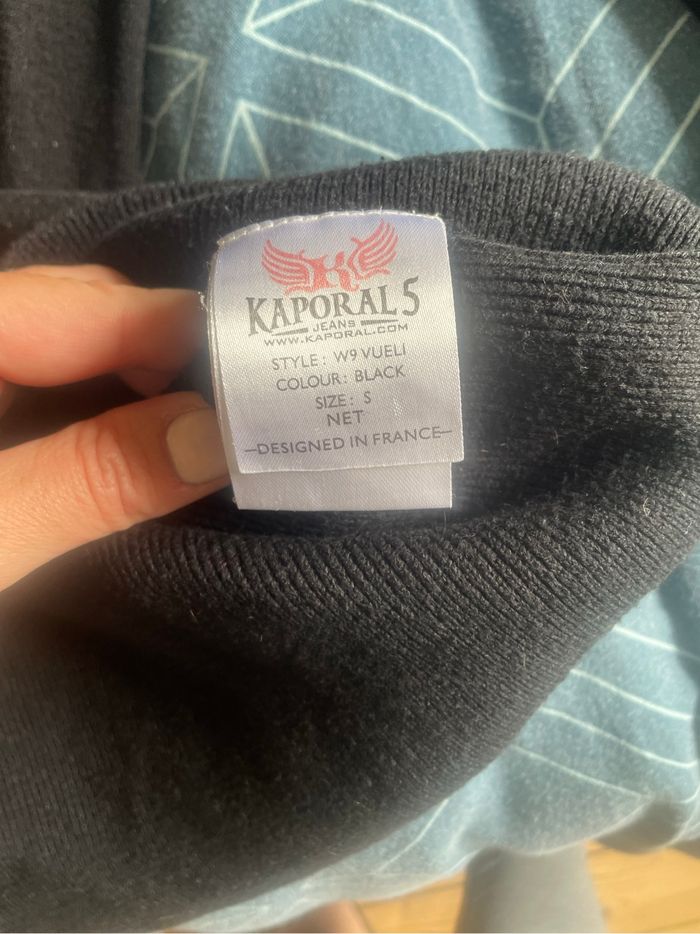 KAPORAL 5
JEANS
WWW.KAPORAL.COM
STYLE: W9 VUELI
COLOUR: BLACK
SIZE: S
NET
—DESIGNED IN FRANCE—